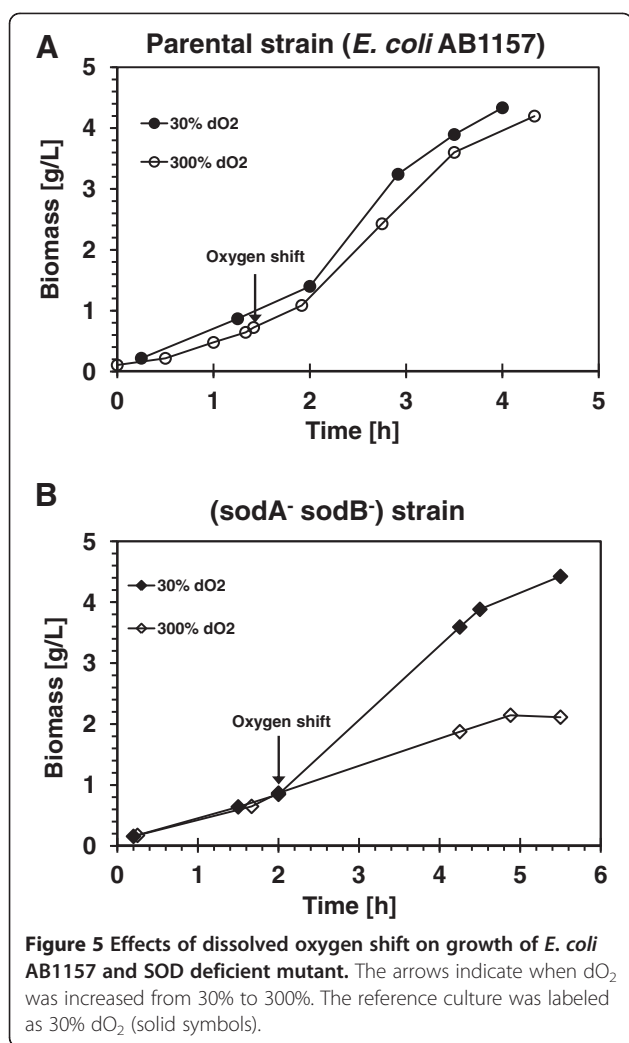 A
Parental strain (E. coli AB1157)
5
4
3
2
1
0
Biomass [g/L]
30% dO2
300% dO2
Oxygen shift
0 1 2 3 4 5
Time [h]
B
(sodA- sodB-) strain
5
4
3
2
1
0
Biomass [g/L]
30% dO2
300% dO2
Oxygen shift
0 1 2 3 4 5 6
Time [h]
Figure 5 Effects of dissolved oxygen shift on growth of E. coli
AB1157 and SOD deficient mutant. The arrows indicate when dO2
was increased from 30% to 300%. The reference culture was labeled
as 30% dO2 (solid symbols).